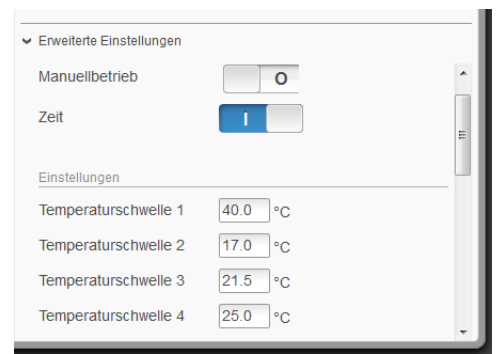 Erweiterte Einstellungen
Manuellbetrieb O
Zeit I
Einstellungen
Temperaturschwelle 1 40.0 °C
Temperaturschwelle 2 17.0 °C
Temperaturschwelle 3 21.5 °C
Temperaturschwelle 4 25.0 °C